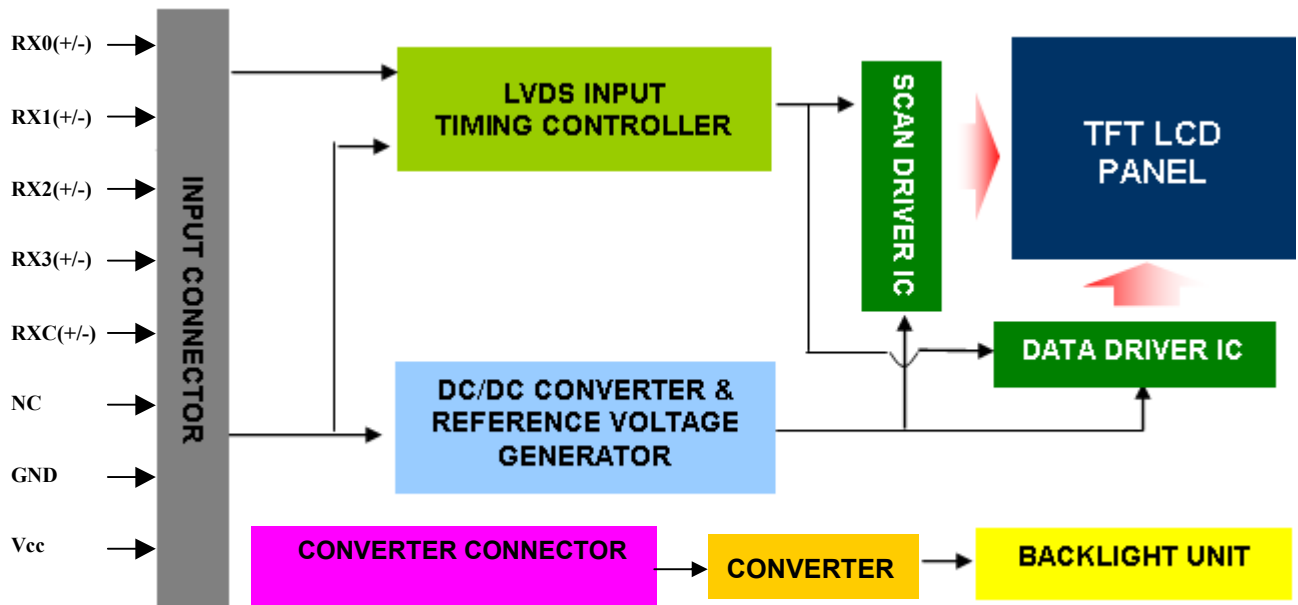 RX0(+/-)
RX1(+/-)
RX2(+/-)
RX3(+/-)
RXC(+/-)
NC
GND
Vcc
INPUT CONNECTOR
LVDS INPUT
TIMING CONTROLLER
SCAN DRIVER IC
TFT LCD
PANEL
DATA DRIVER IC
DC/DC CONVERTER &
REFERENCE VOLTAGE
GENERATOR
CONVERTER CONNECTOR
CONVERTER
BACKLIGHT UNIT